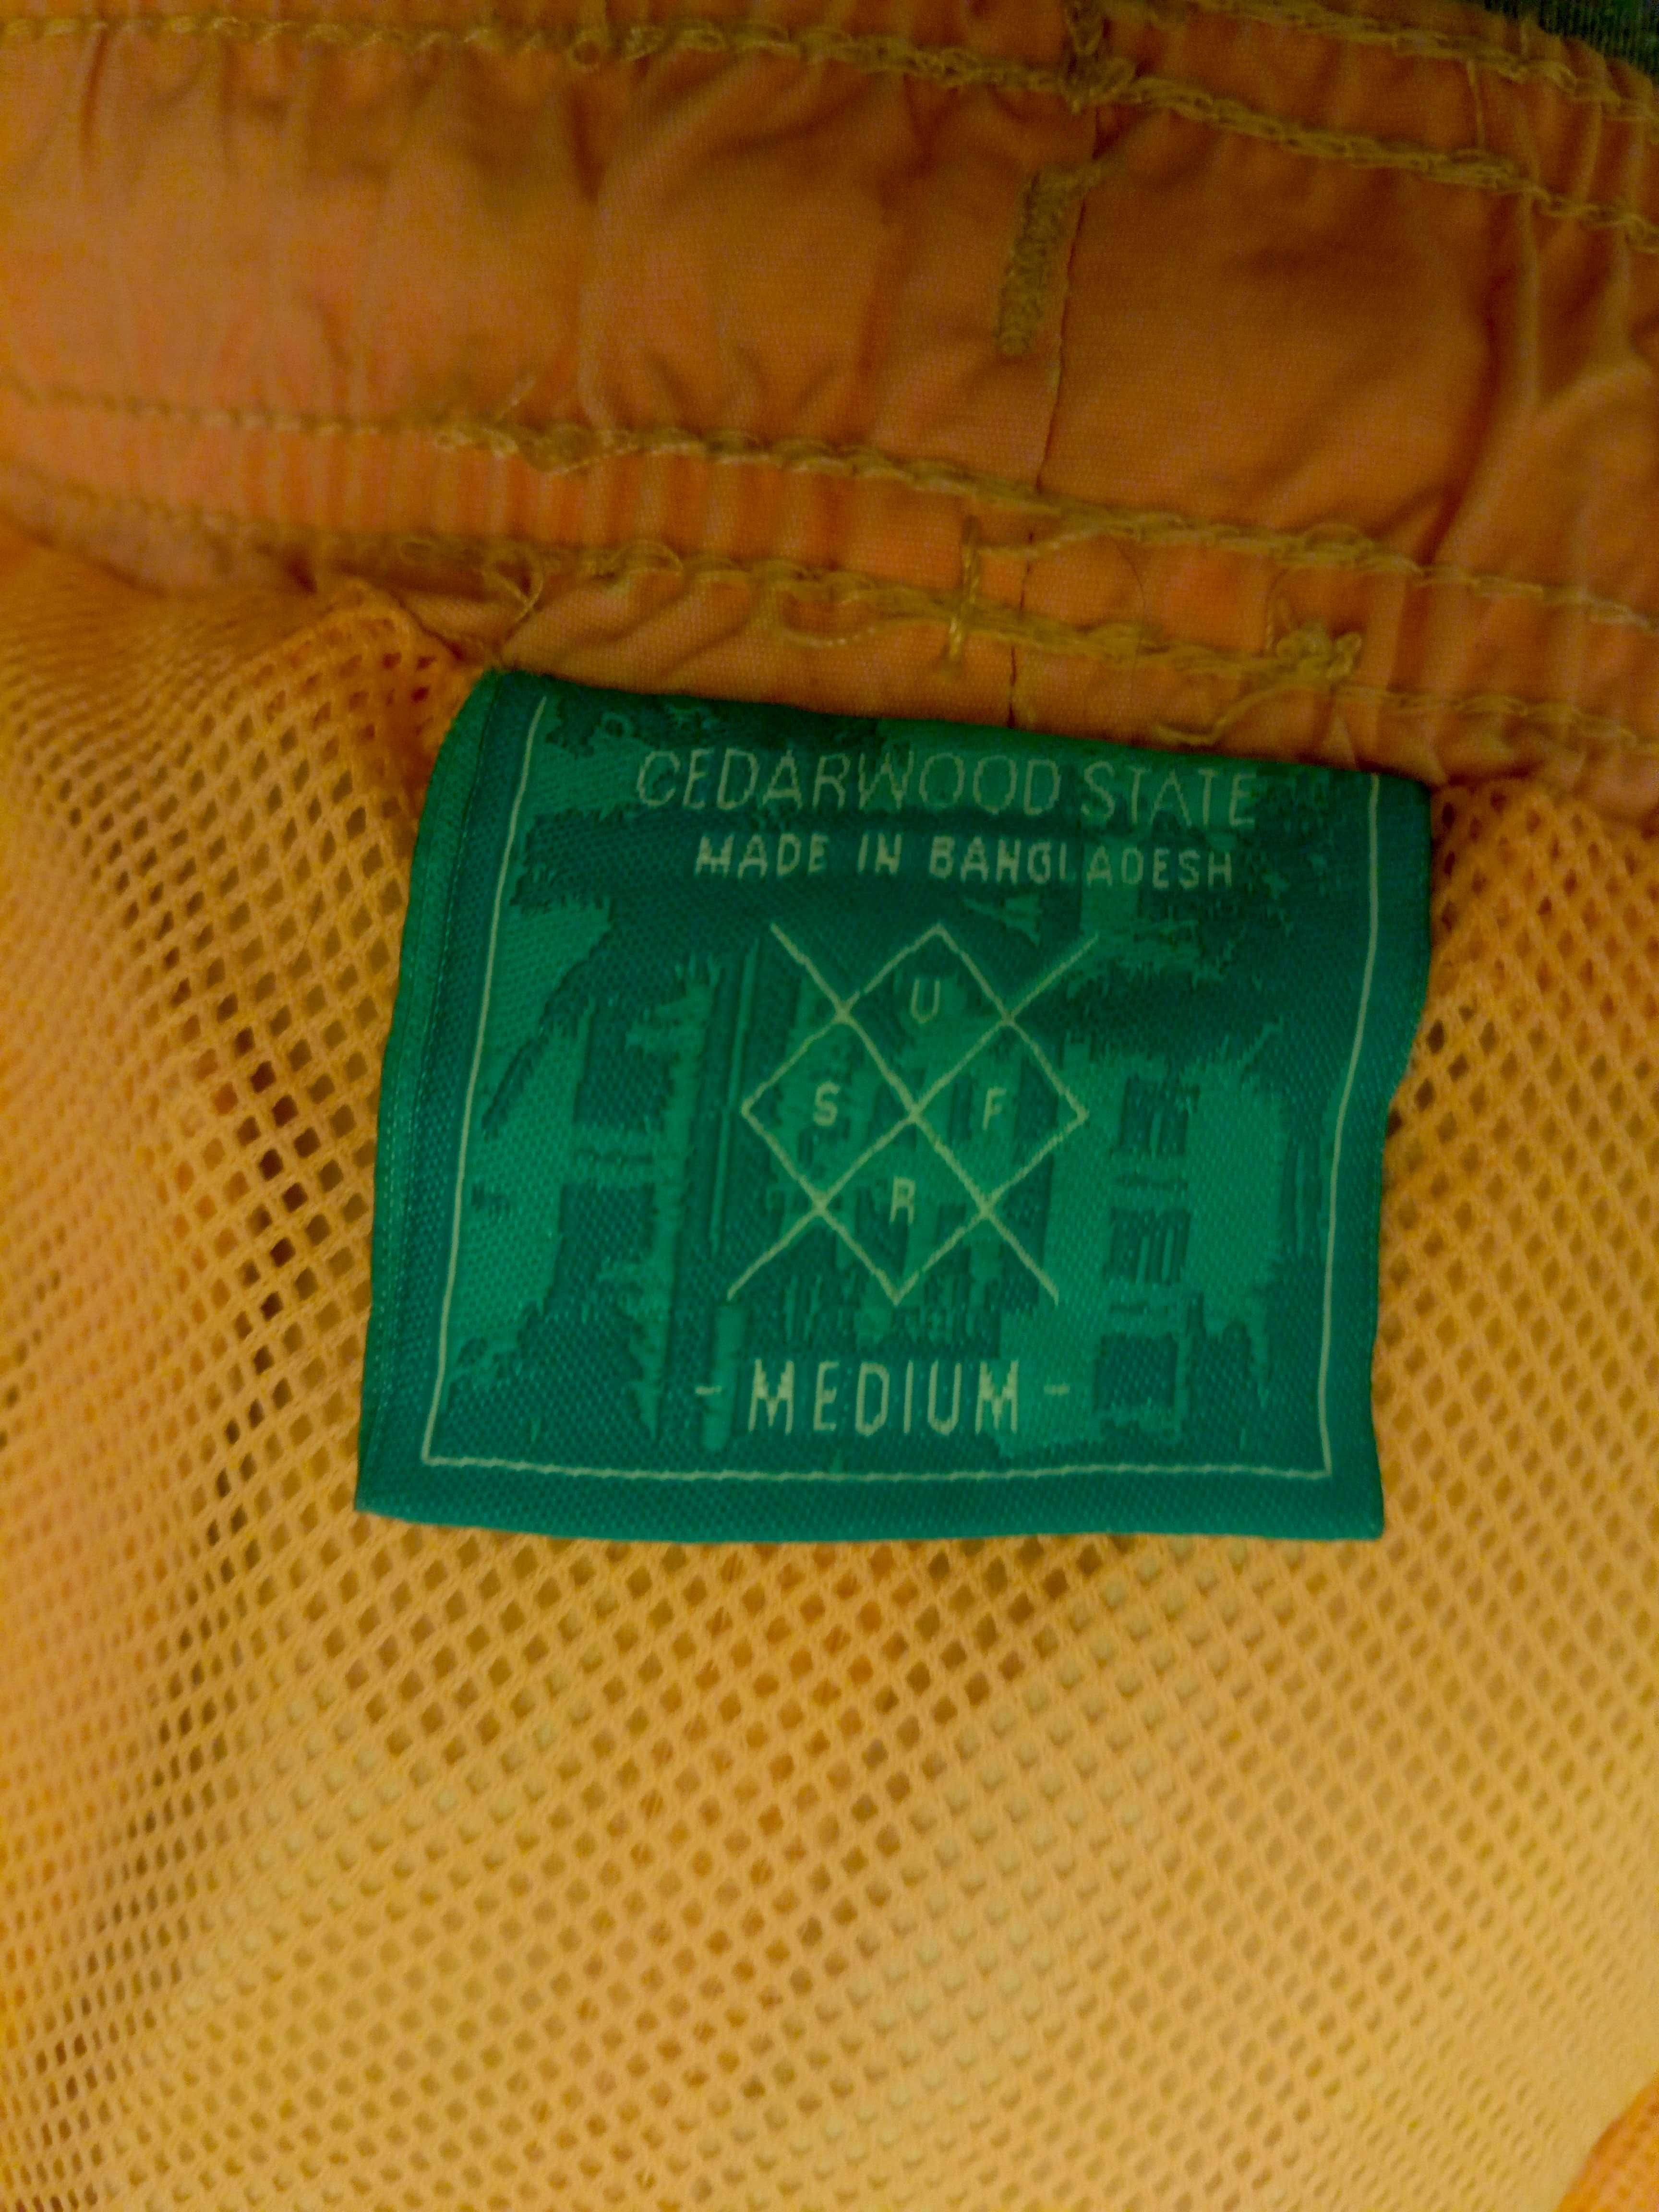 CEDARWOOD STATE
MADE IN BANGLADESH
U
S F
R
- MEDIUM -